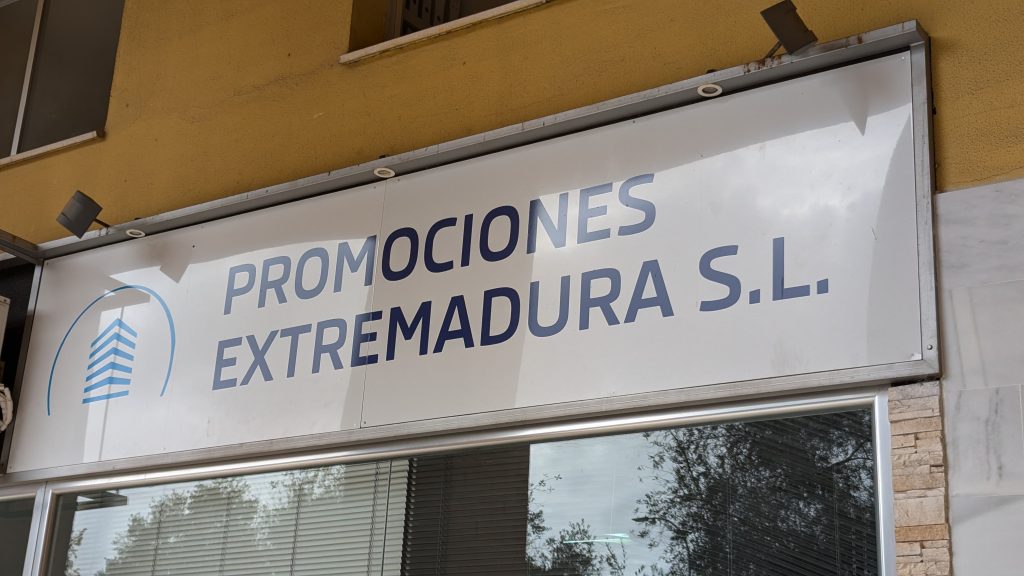 PROMOCIONES
EXTREMADURA S.L.